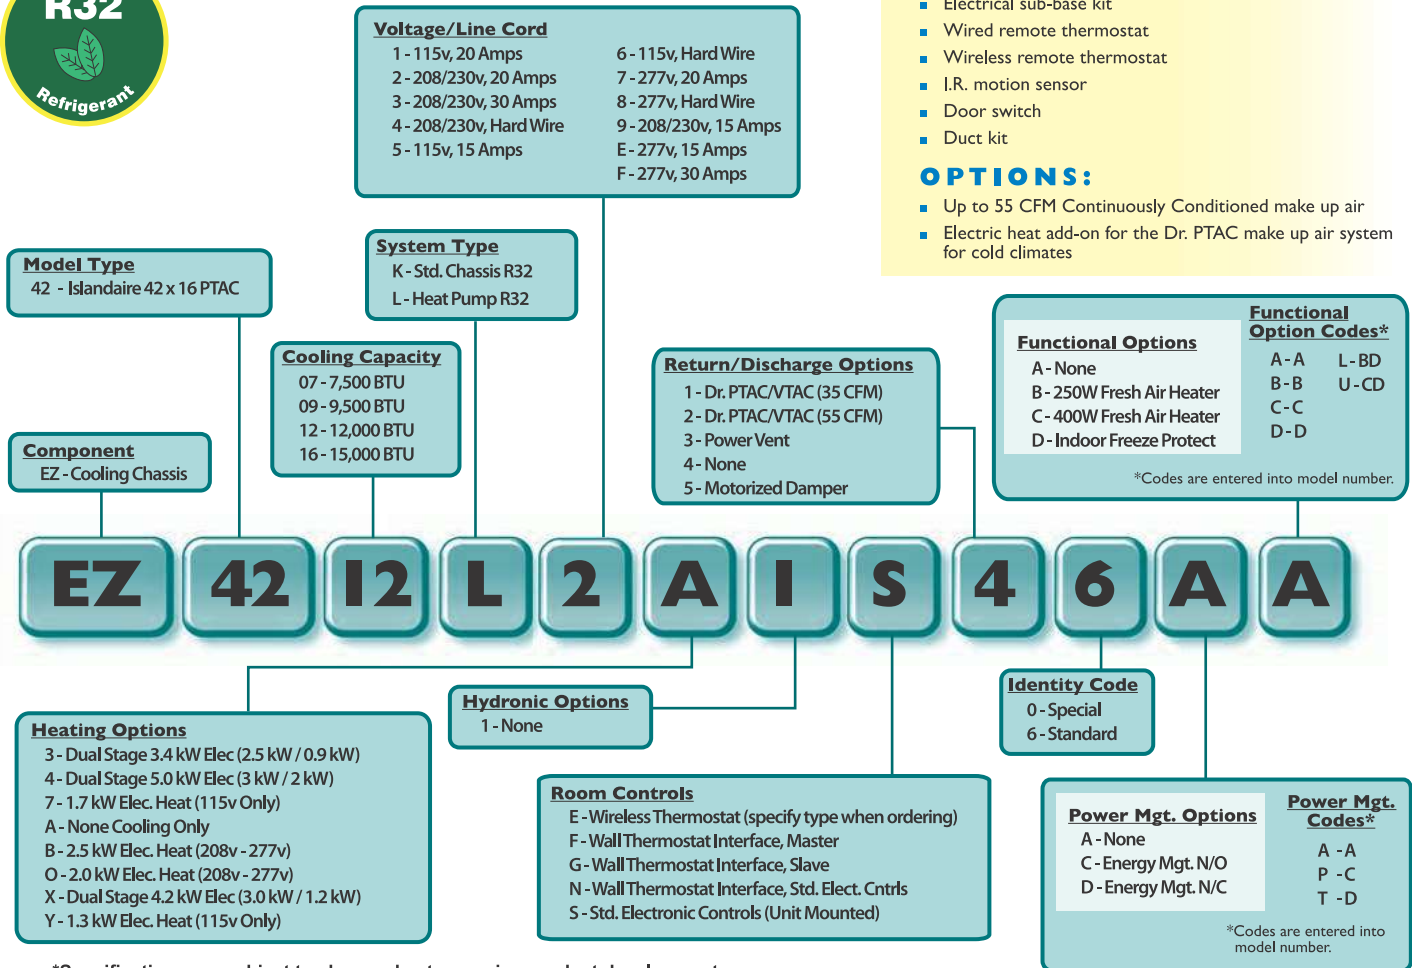 R32
Refrigerant
Voltage/Line Cord
1 - 115v, 20 Amps
2 - 208/230v, 20 Amps
3 - 208/230v, 30 Amps
4 - 208/230v, Hard Wire
5 - 115v, 15 Amps
6 - 115v, Hard Wire
7 - 277v, 20 Amps
8 - 277v, Hard Wire
9 - 208/230v, 15 Amps
E - 277v, 15 Amps
F - 277v, 30 Amps
Electrical sub-base kit
Wired remote thermostat
Wireless remote thermostat
I.R. motion sensor
Door switch
Duct kit
OPTIONS:
Up to 55 CFM Continuously Conditioned make up air
Electric heat add-on for the Dr. PTAC make up air system
for cold climates
Model Type
42 - Islandaire 42 x 16 PTAC
System Type
K - Std. Chassis R32
L - Heat Pump R32
Component
EZ - Cooling Chassis
Cooling Capacity
07 - 7,500 BTU
09 - 9,500 BTU
12 - 12,000 BTU
16 - 15,000 BTU
Return/Discharge Options
1 - Dr. PTAC/VTAC (35 CFM)
2 - Dr. PTAC/VTAC (55 CFM)
3 - Power Vent
4 - None
5 - Motorized Damper
Functional Options
A - None
B - 250W Fresh Air Heater
C - 400W Fresh Air Heater
D - Indoor Freeze Protect
Functional
Option Codes*
A - A
B - B
C - C
D - D
L - BD
U - CD
*Codes are entered into model number.
EZ 42 12 L 2 A 1 S 4 6 A A
Heating Options
3 - Dual Stage 3.4 kW Elec (2.5 kW / 0.9 kW)
4 - Dual Stage 5.0 kW Elec (3 kW / 2 kW)
7 - 1.7 kW Elec. Heat (115v Only)
A - None Cooling Only
B - 2.5 kW Elec. Heat (208v - 277v)
O - 2.0 kW Elec. Heat (208v - 277v)
X - Dual Stage 4.2 kW Elec (3.0 kW / 1.2 kW)
Y - 1.3 kW Elec. Heat (115v Only)
Hydronic Options
1 - None
Room Controls
E - Wireless Thermostat (specify type when ordering)
F - Wall Thermostat Interface, Master
G - Wall Thermostat Interface, Slave
N - Wall Thermostat Interface, Std. Elect. Cntrls
S - Std. Electronic Controls (Unit Mounted)
Identity Code
0 - Special
6 - Standard
Power Mgt. Options
A - None
C - Energy Mgt. N/O
D - Energy Mgt. N/C
Power Mgt.
Codes*
A - A
P - C
T - D
*Codes are entered into
model number.